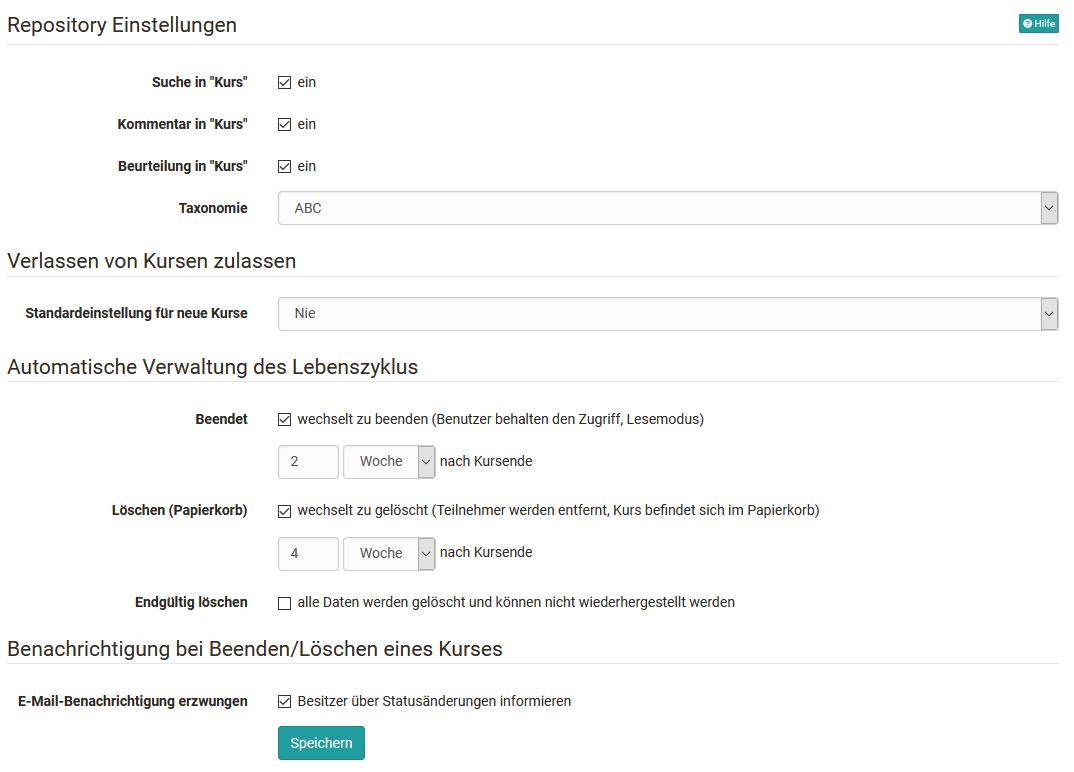 Repository Einstellungen
Hilfe
Suche in "Kurs" ein
Kommentar in "Kurs" ein
Beurteilung in "Kurs" ein
Taxonomie ABC
Verlassen von Kursen zulassen
Standardeinstellung für neue Kurse Nie
Automatische Verwaltung des Lebenszyklus
Beendet wechselt zu beenden (Benutzer behalten den Zugriff, Lesemodus)
2 Woche nach Kursende
Löschen (Papierkorb) wechselt zu gelöscht (Teilnehmer werden entfernt, Kurs befindet sich im Papierkorb)
4 Woche nach Kursende
Endgültig löschen alle Daten werden gelöscht und können nicht wiederhergestellt werden
Benachrichtigung bei Beenden/Löschen eines Kurses
E-Mail-Benachrichtigung erzwungen Besitzer über Statusänderungen informieren
Speichern